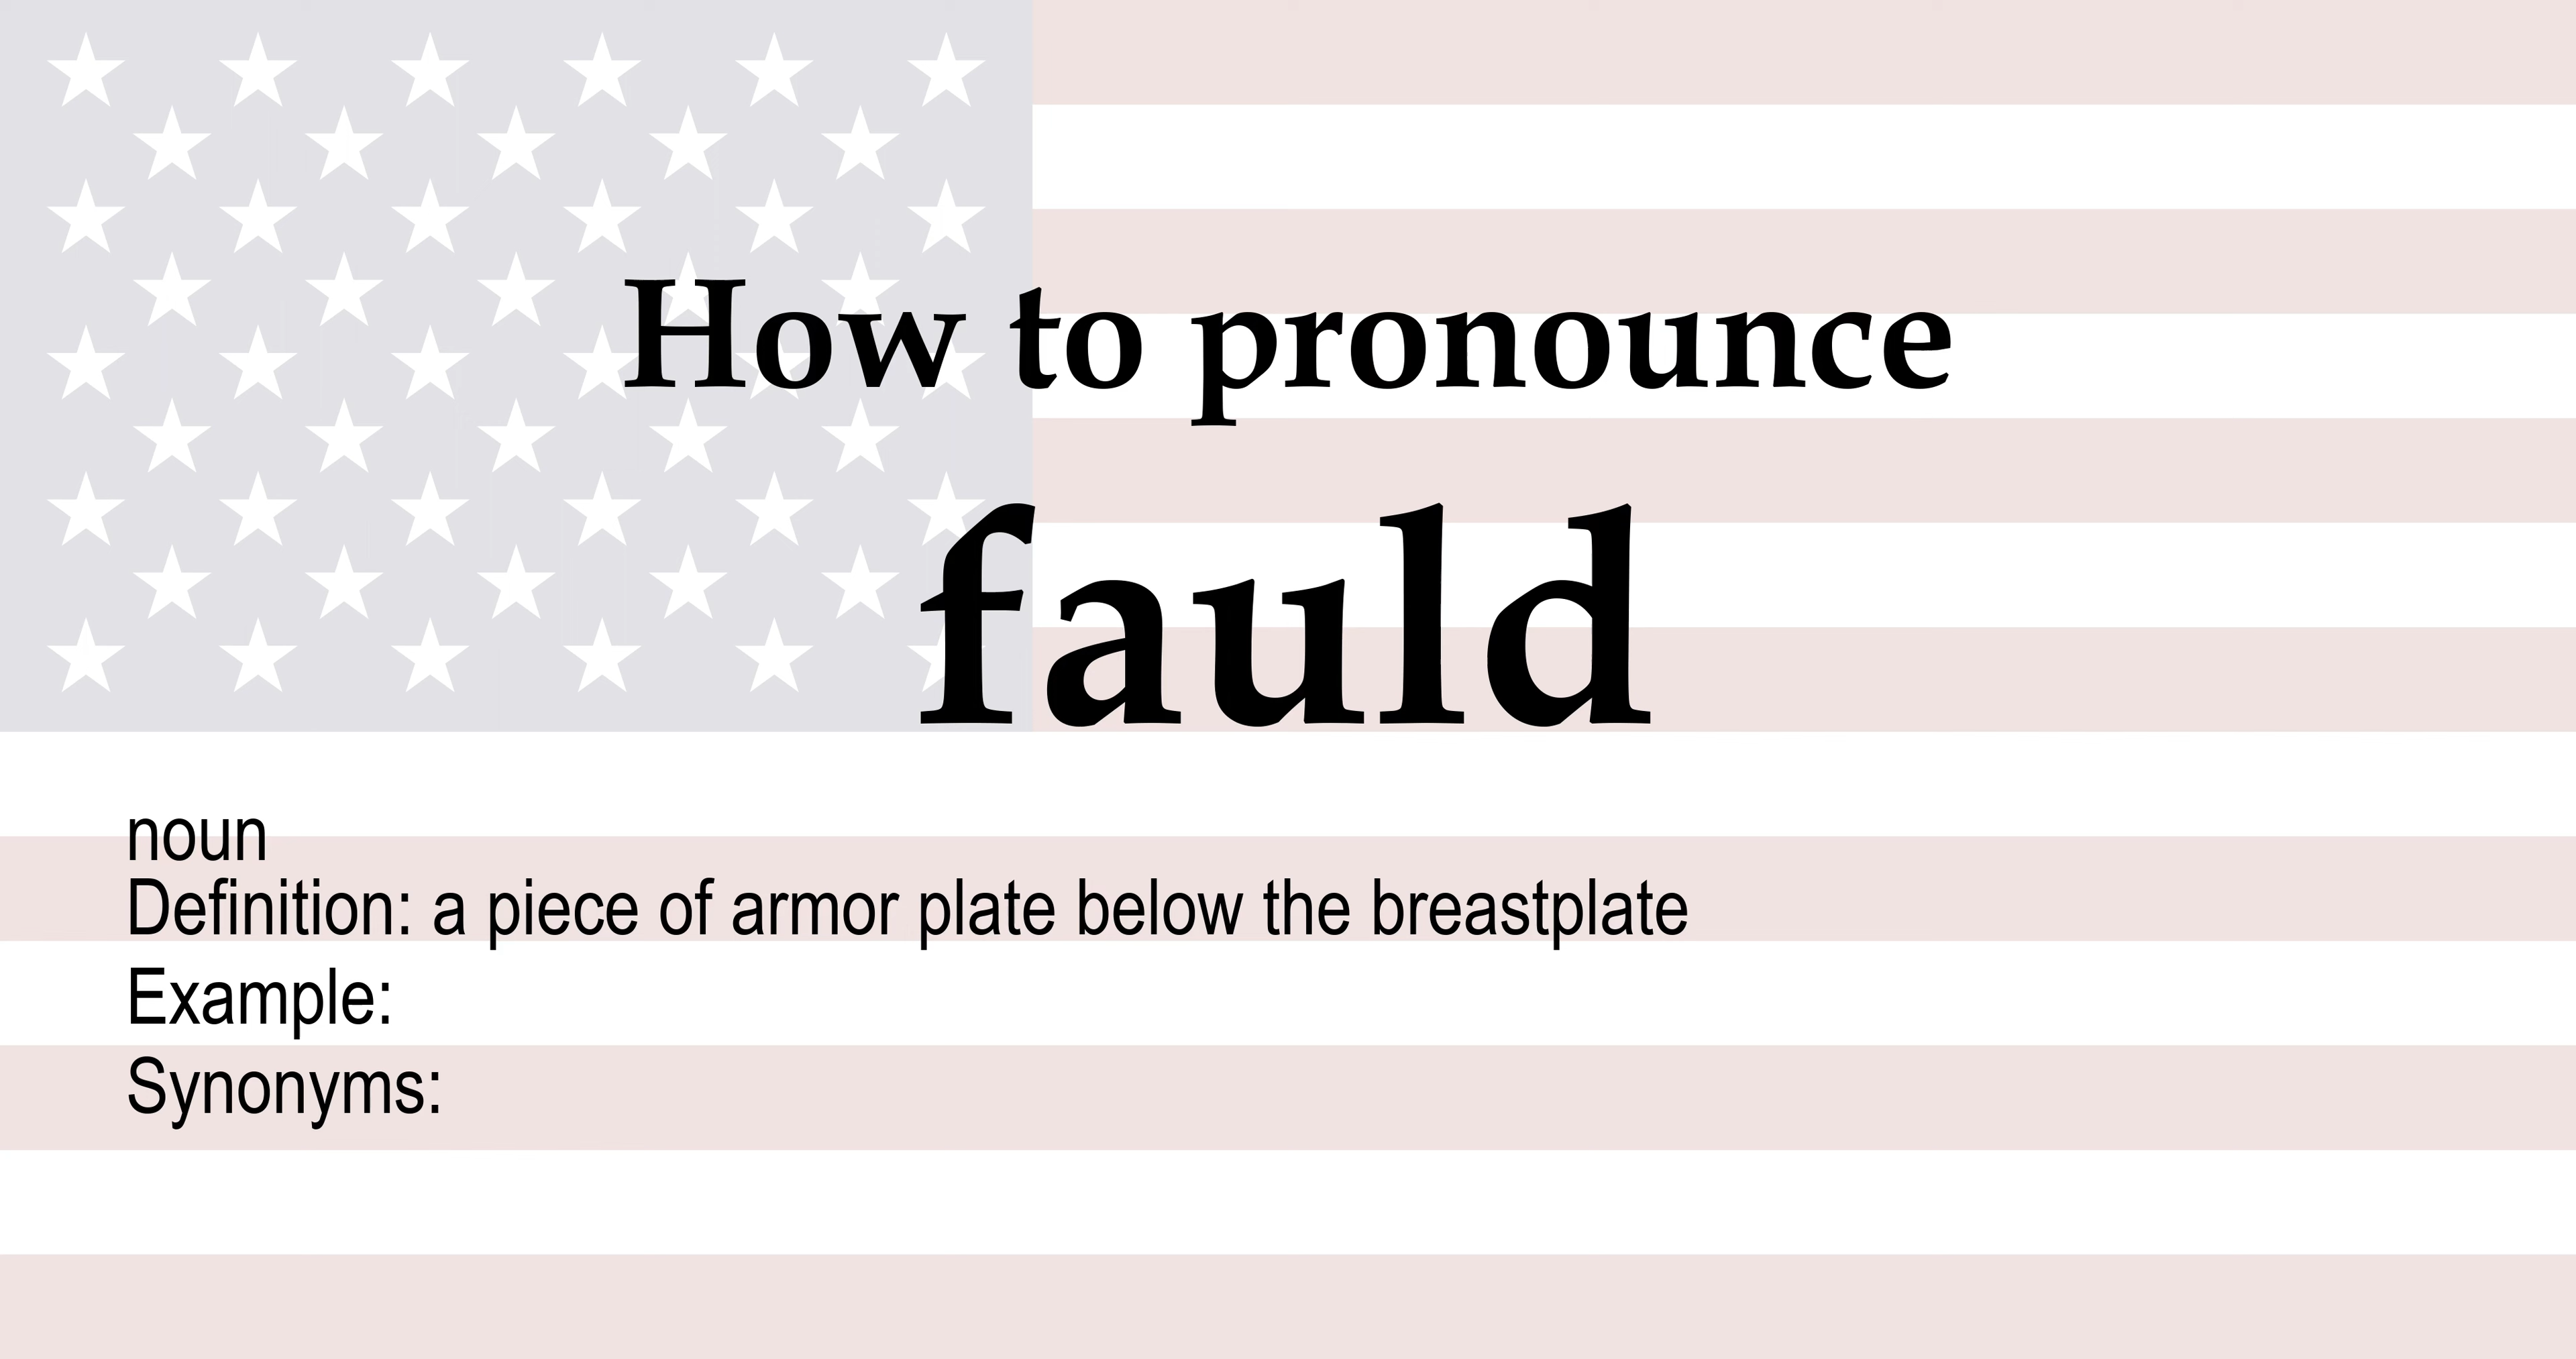 How to pronounce
fauld
noun
Definition: a piece of armor plate below the breastplate
Example:
Synonyms: